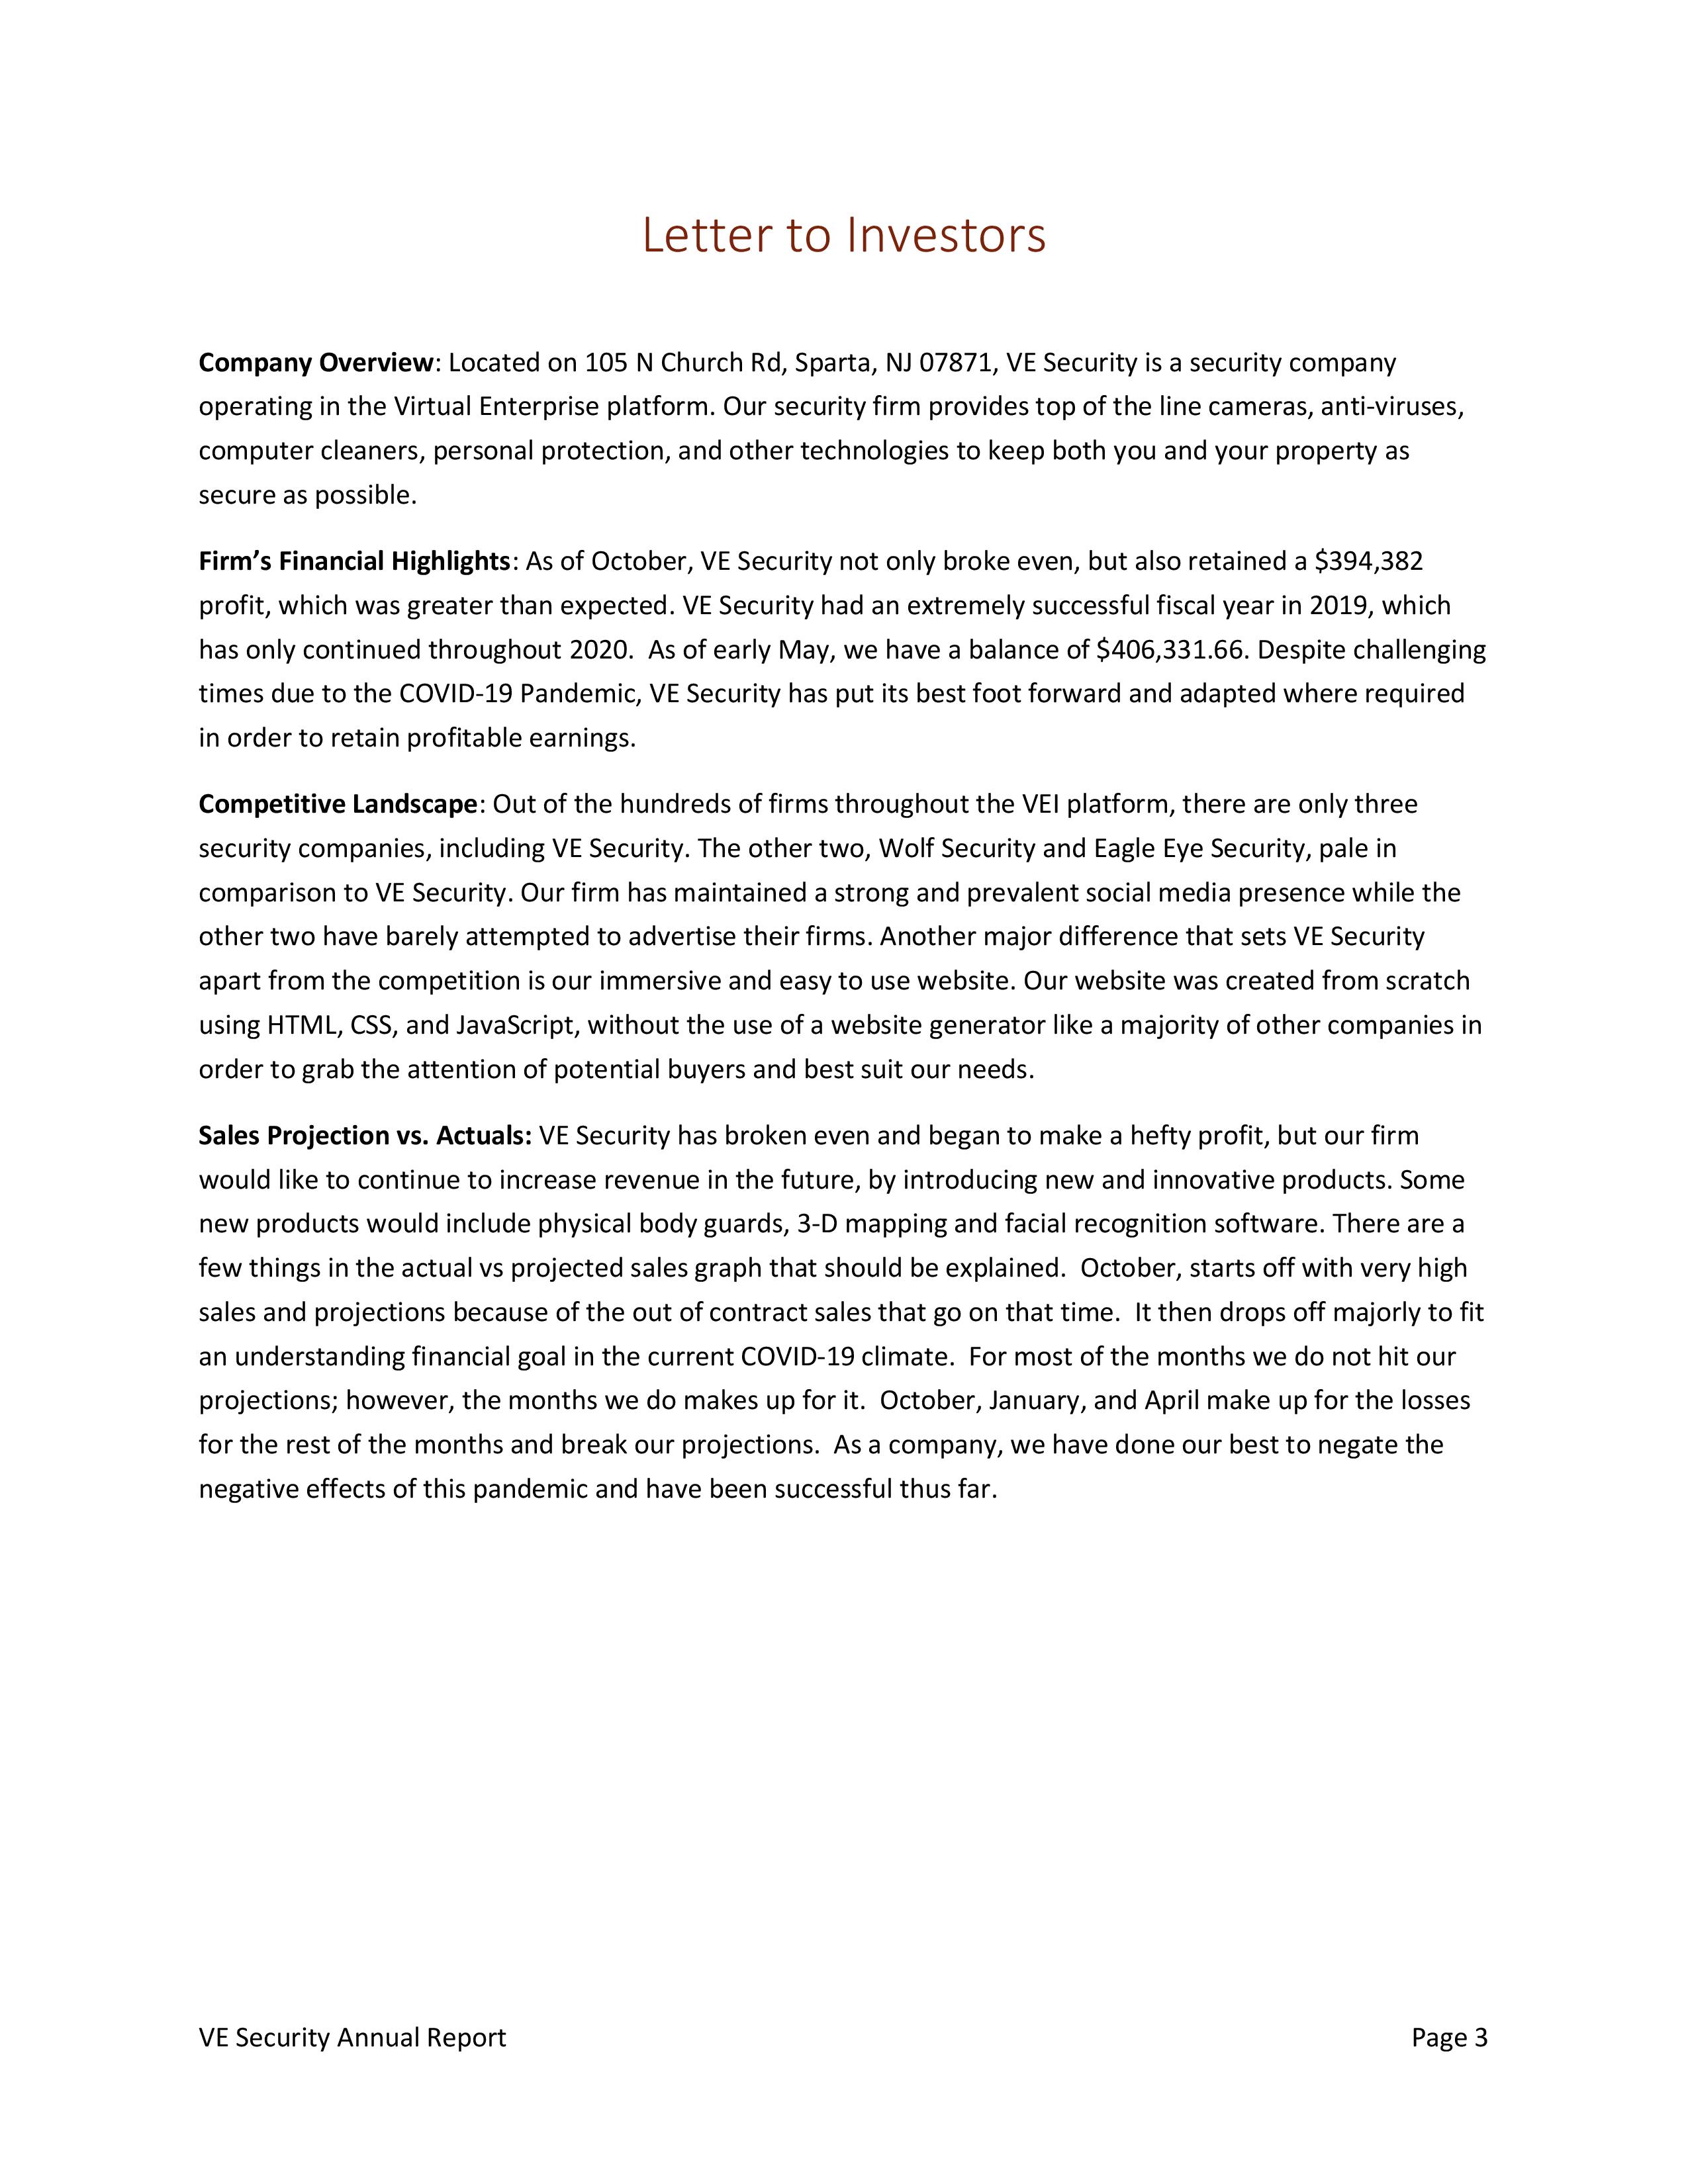 Letter to Investors
Company Overview: Located on 105 N Church Rd, Sparta, NJ 07871, VE Security is a security company
operating in the Virtual Enterprise platform. Our security firm provides top of the line cameras, anti-viruses,
computer cleaners, personal protection, and other technologies to keep both you and your property as
secure as possible.
Firm’s Financial Highlights: As of October, VE Security not only broke even, but also retained a $394,382
profit, which was greater than expected. VE Security had an extremely successful fiscal year in 2019, which
has only continued throughout 2020.  As of early May, we have a balance of $406,331.66. Despite challenging
times due to the COVID-19 Pandemic, VE Security has put its best foot forward and adapted where required
in order to retain profitable earnings.
Competitive Landscape: Out of the hundreds of firms throughout the VEI platform, there are only three
security companies, including VE Security. The other two, Wolf Security and Eagle Eye Security, pale in
comparison to VE Security. Our firm has maintained a strong and prevalent social media presence while the
other two have barely attempted to advertise their firms. Another major difference that sets VE Security
apart from the competition is our immersive and easy to use website. Our website was created from scratch
using HTML, CSS, and JavaScript, without the use of a website generator like a majority of other companies in
order to grab the attention of potential buyers and best suit our needs.
Sales Projection vs. Actuals: VE Security has broken even and began to make a hefty profit, but our firm
would like to continue to increase revenue in the future, by introducing new and innovative products. Some
new products would include physical body guards, 3-D mapping and facial recognition software. There are a
few things in the actual vs projected sales graph that should be explained.  October, starts off with very high
sales and projections because of the out of contract sales that go on that time.  It then drops off majorly to fit
an understanding financial goal in the current COVID-19 climate.  For most of the months we do not hit our
projections; however, the months we do makes up for it.  October, January, and April make up for the losses
for the rest of the months and break our projections.  As a company, we have done our best to negate the
negative effects of this pandemic and have been successful thus far.
VE Security Annual Report Page 3